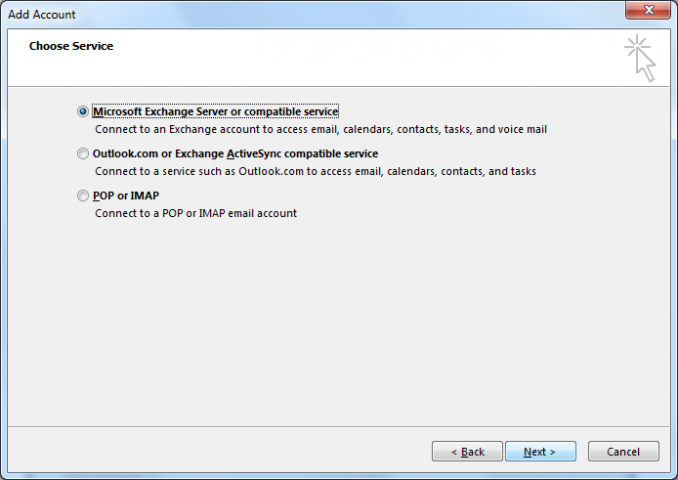 Add Account
Choose Service
Microsoft Exchange Server or compatible service
Connect to an Exchange account to access email, calendars, contacts, tasks, and voice mail
Outlook.com or Exchange ActiveSync compatible service
Connect to a service such as Outlook.com to access email, calendars, contacts, and tasks
POP or IMAP
Connect to a POP or IMAP email account
< Back Next > Cancel